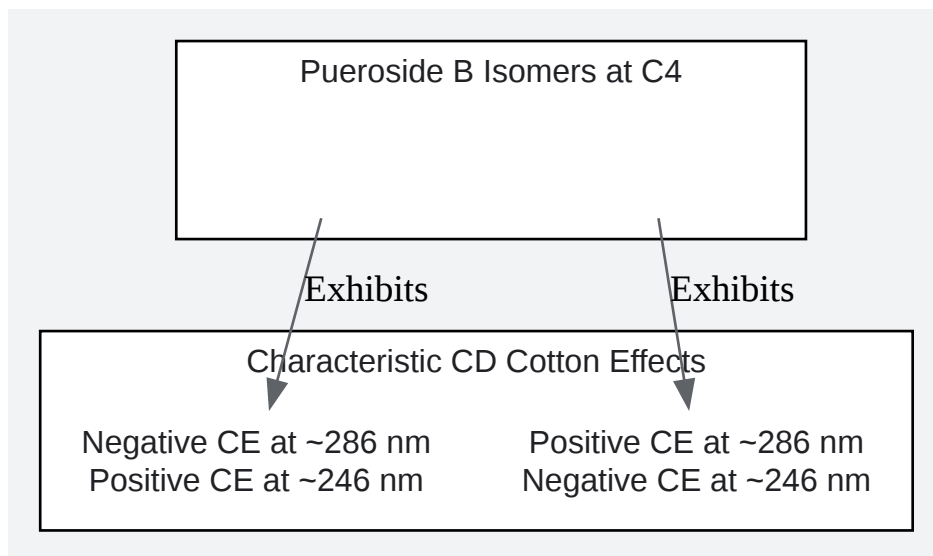 Pueroside B Isomers at C4
Exhibits
Exhibits
Characteristic CD Cotton Effects
Negative CE at ~286 nm
Positive CE at ~246 nm
Positive CE at ~286 nm
Negative CE at ~246 nm